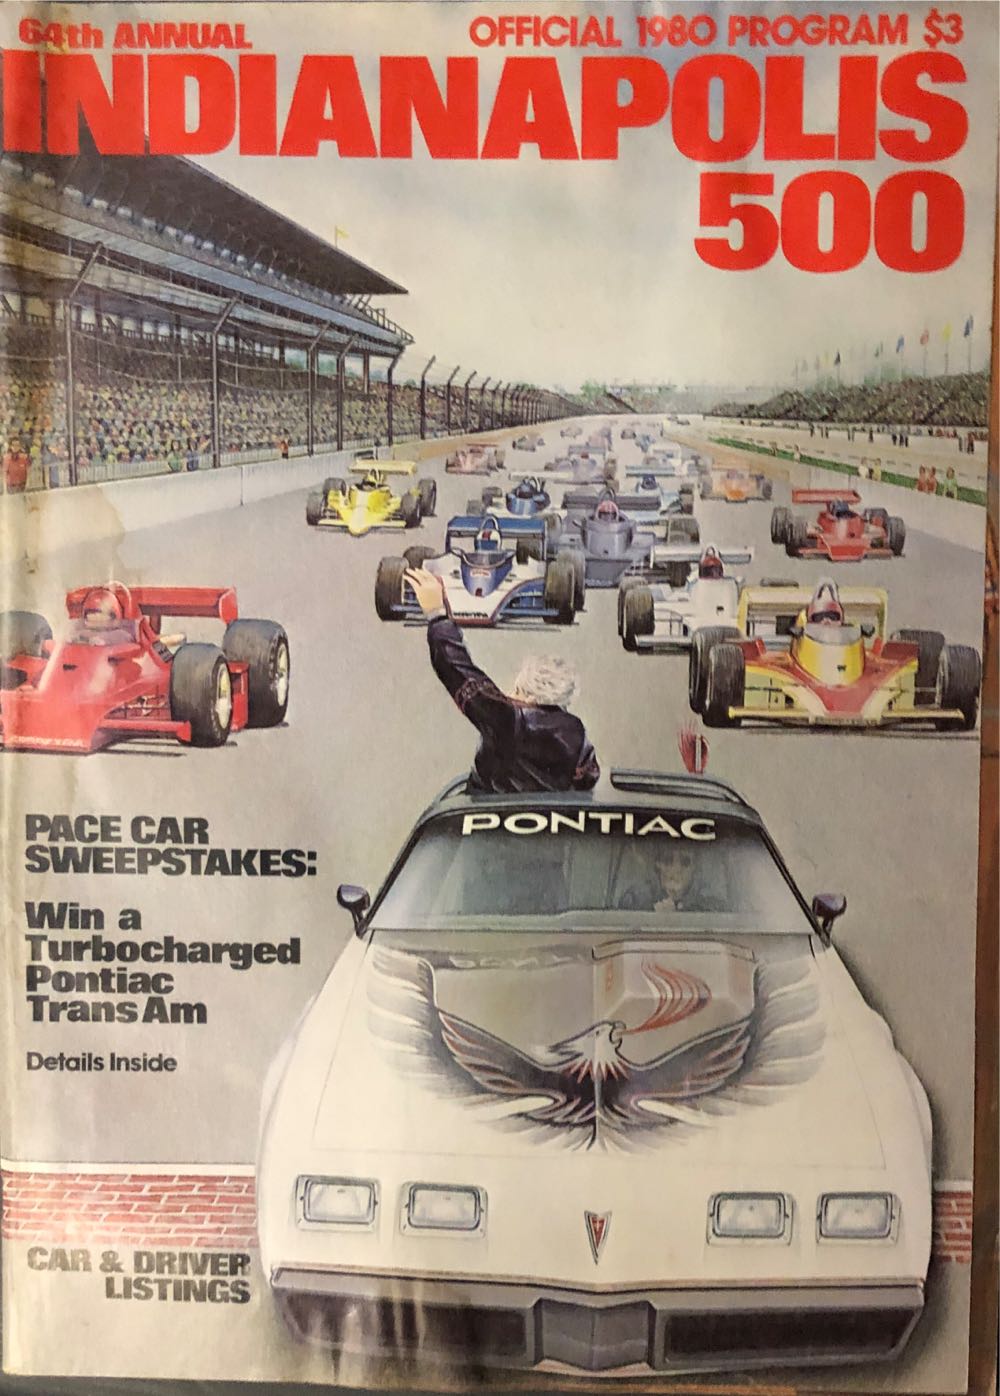 64th ANNUAL
OFFICIAL 1980 PROGRAM $3
INDIANAPOLIS
500
PONTIAC
PACE CAR
SWEEPSTAKES:
Win a
Turbocharged
Pontiac
Trans Am
Details Inside
CAR & DRIVER
LISTINGS